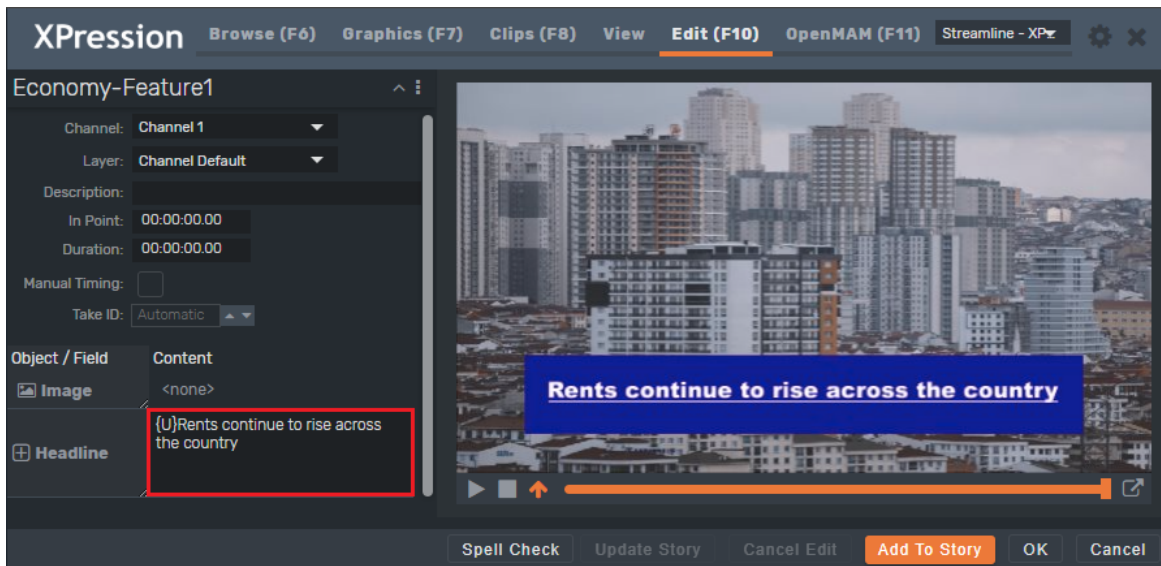 XPression
Browse (F6) Graphics (F7) Clips (F8) View Edit (F10) OpenMAM (F11) Streamline - XP
Economy-Feature1
Channel: Channel 1
Layer: Channel Default
Description:
In Point: 00:00:00.00
Duration: 00:00:00.00
Manual Timing:
Take ID: Automatic
Object / Field Content
Image <none>
Headline {U}Rents continue to rise across
the country
Rents continue to rise across the country
Spell Check Update Story Cancel Edit Add To Story OK Cancel